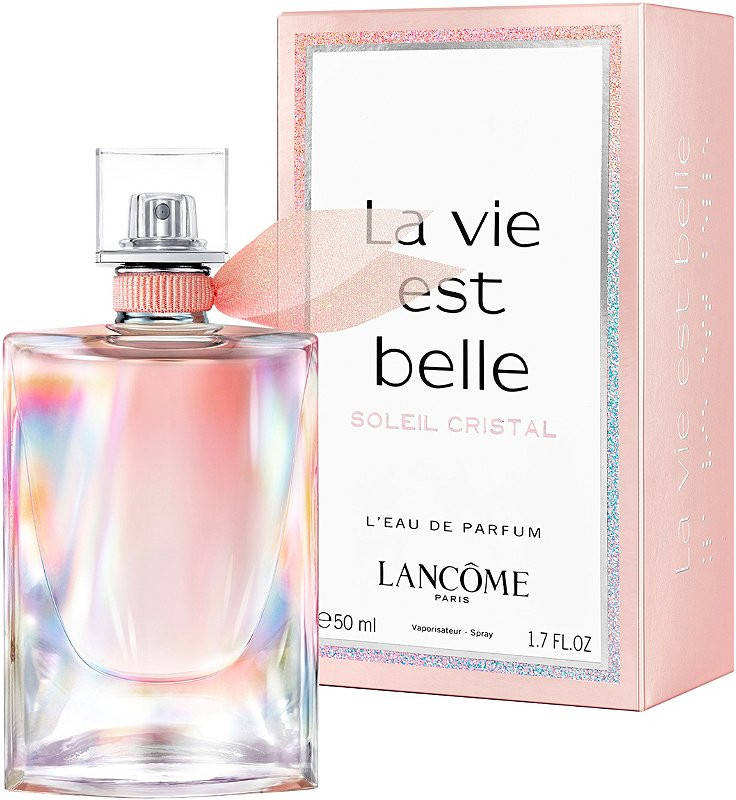 La vie
est
belle
SOLEIL CRISTAL
L'EAU DE PARFUM
LANCÔME
PARIS
e50 ml
Vaporisateur - Spray
1.7 FL.OZ
La vie est belle